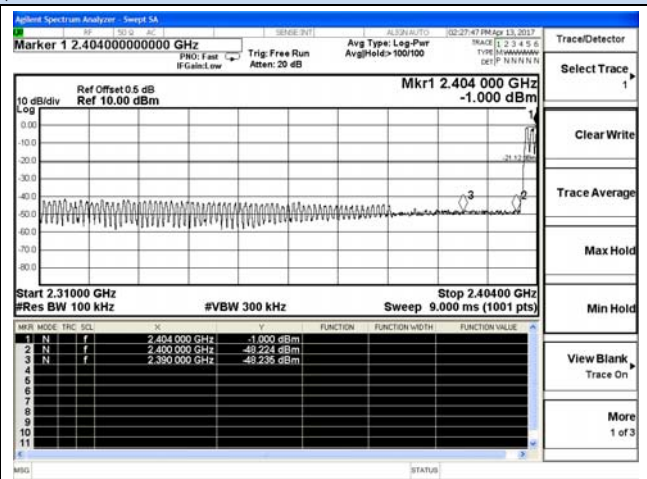 Agilent Spectrum Analyzer - Swept SA
RF 50 Ω AC SENSE:INT ALIGN AUTO 02:27:47 PM Apr 13, 2017
Marker 1 2.404000000000 GHz
PNO: Fast Trig: Free Run Avg Type: Log-Pwr TRACE 1 2 3 4 5 6
IFGain:Low Atten: 20 dB Avg|Hold:>100/100 TYPE M
DET P N N N N N
Trace/Detector
Mkr1 2.404 000 GHz
-1.000 dBm
Ref Offset 0.5 dB
10 dB/div Ref 10.00 dBm
Log
0.00
-10.0
-20.0
-30.0
-40.0
-50.0
-60.0
-70.0
-80.0
1
-21.12 dBm
3
2
Start 2.31000 GHz Stop 2.40400 GHz
#Res BW 100 kHz #VBW 300 kHz Sweep 9.000 ms (1001 pts)
MKR MODE TRC SCL X Y FUNCTION FUNCTION WIDTH FUNCTION VALUE
1 N f 2.404 000 GHz -1.000 dBm
2 N f 2.400 000 GHz -48.224 dBm
3 N f 2.390 000 GHz -48.235 dBm
4
5
6
7
8
9
10
11
MSG STATUS
Select Trace
1
Clear Write
Trace Average
Max Hold
Min Hold
View Blank
Trace On
More
1 of 3